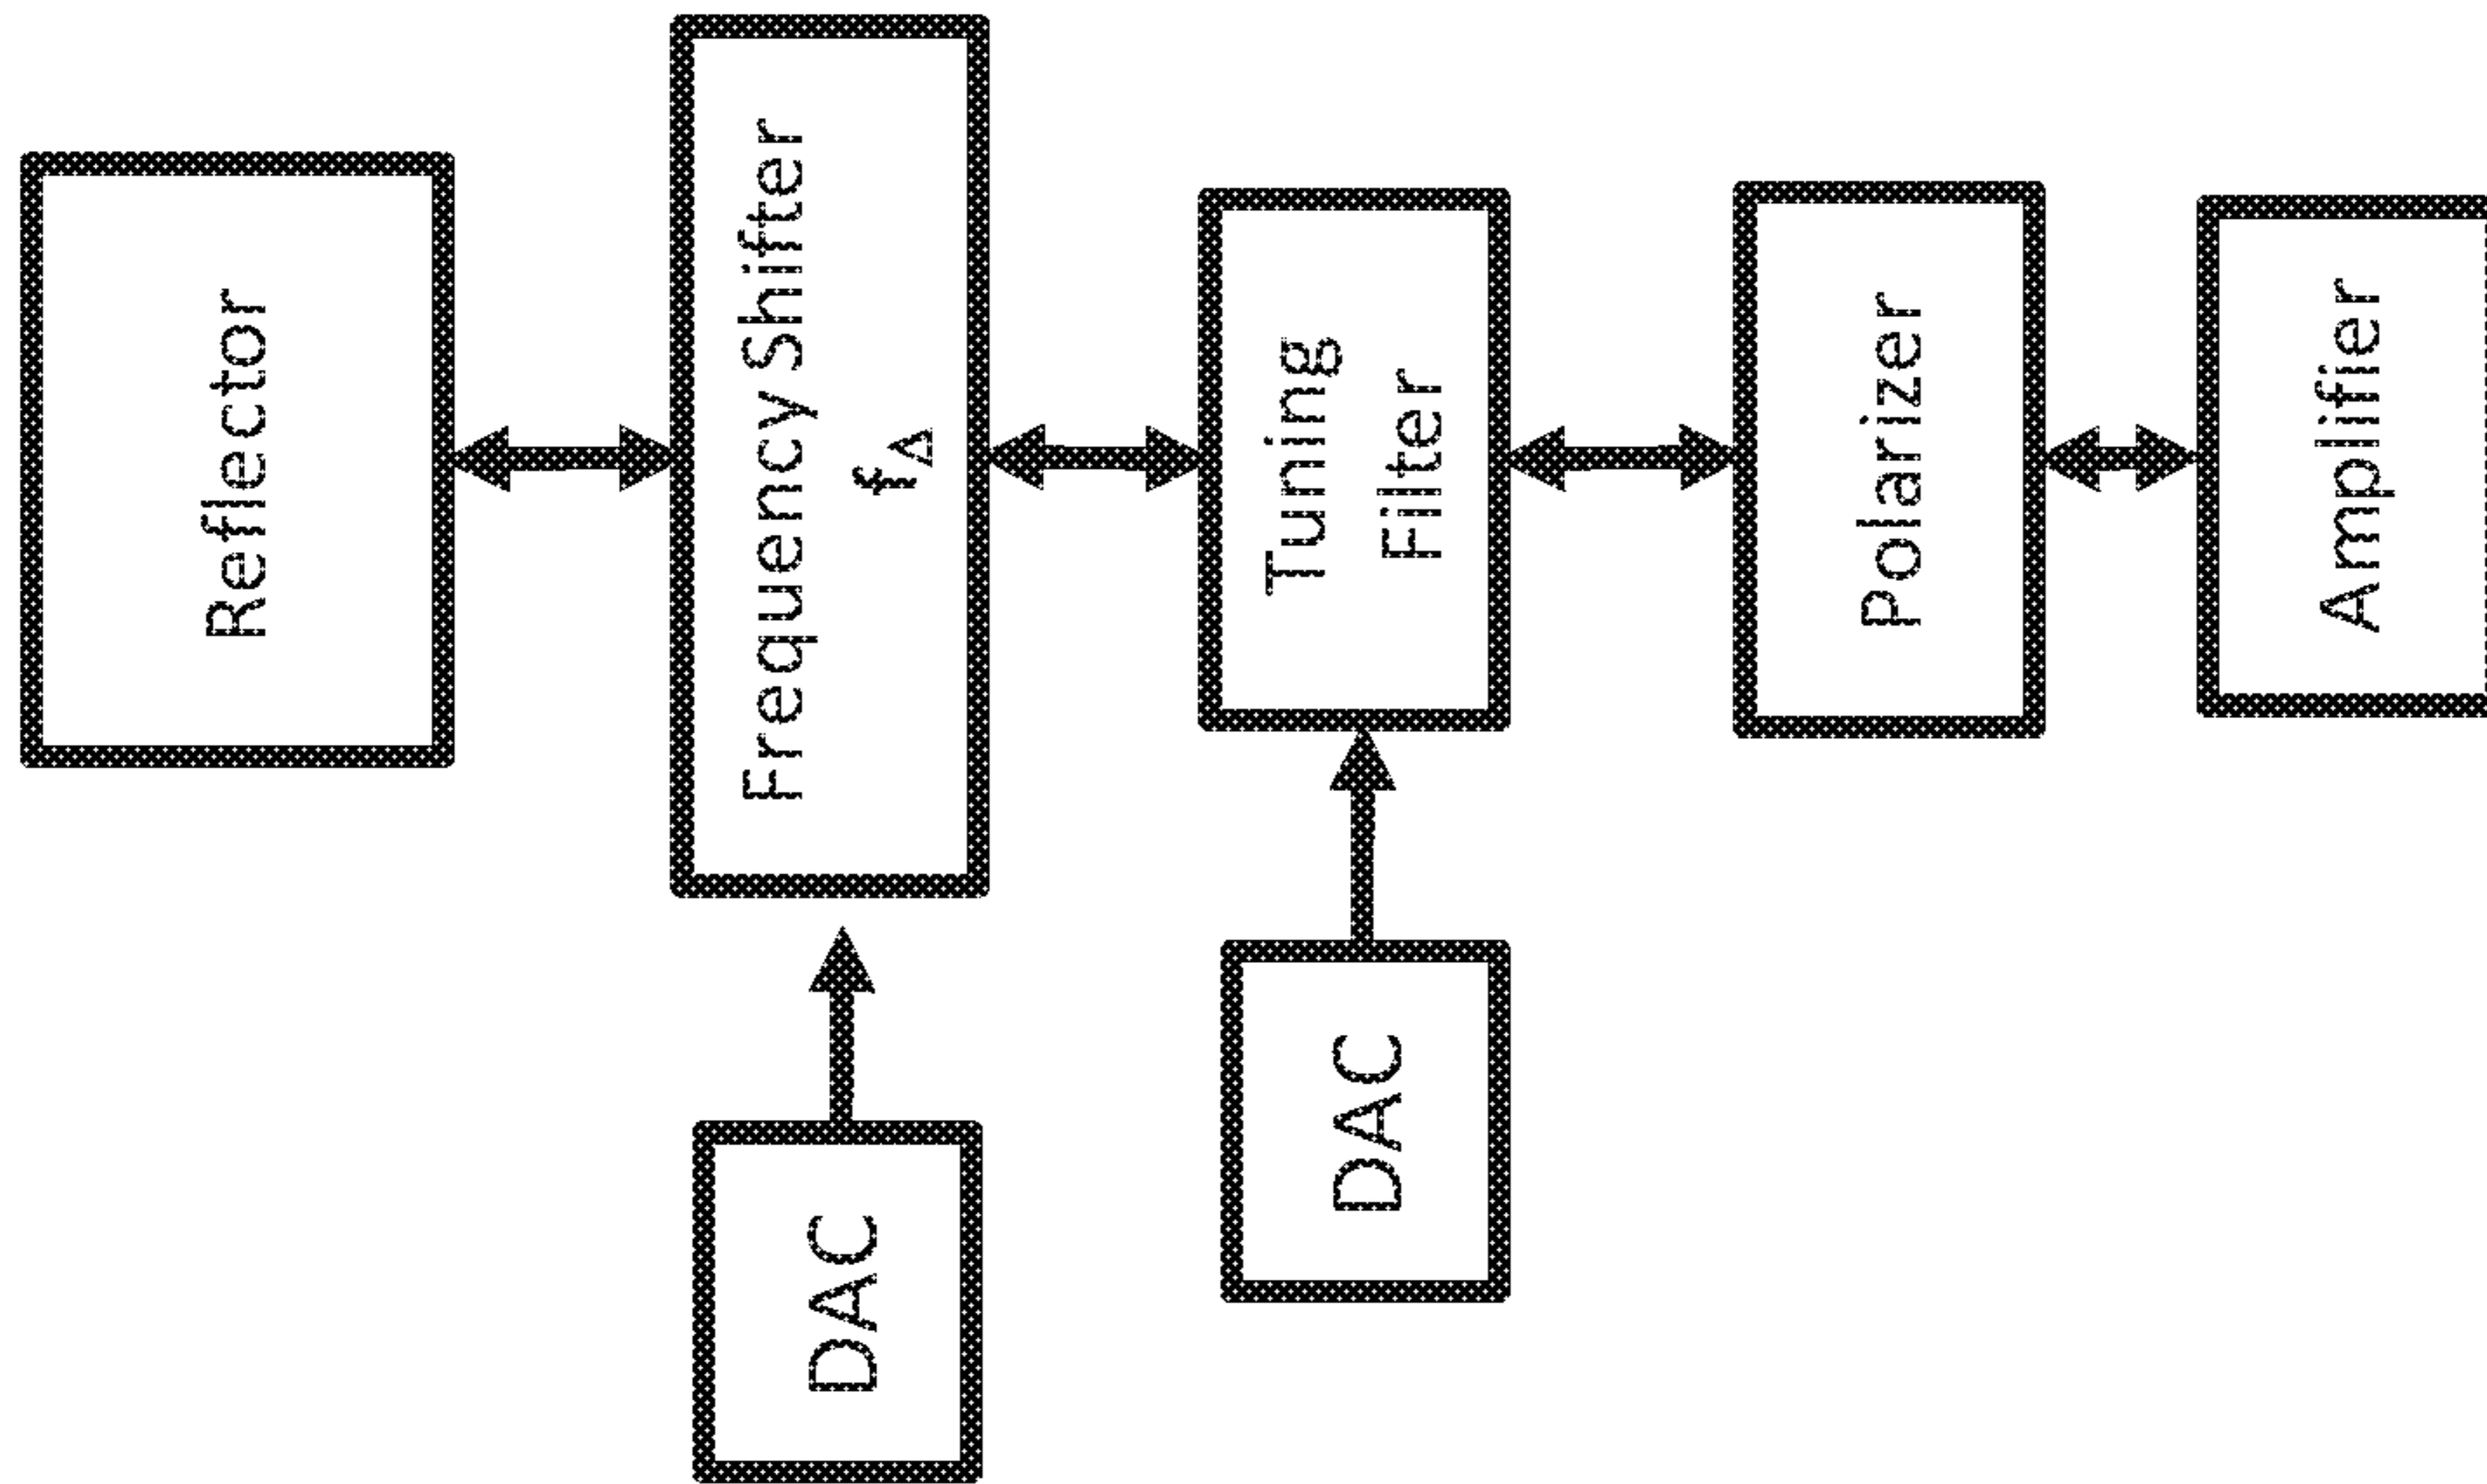 Reflector
Frequency Shifter
fΔ
Tuning
Filter
Polarizer
Amplifier
DAC
DAC